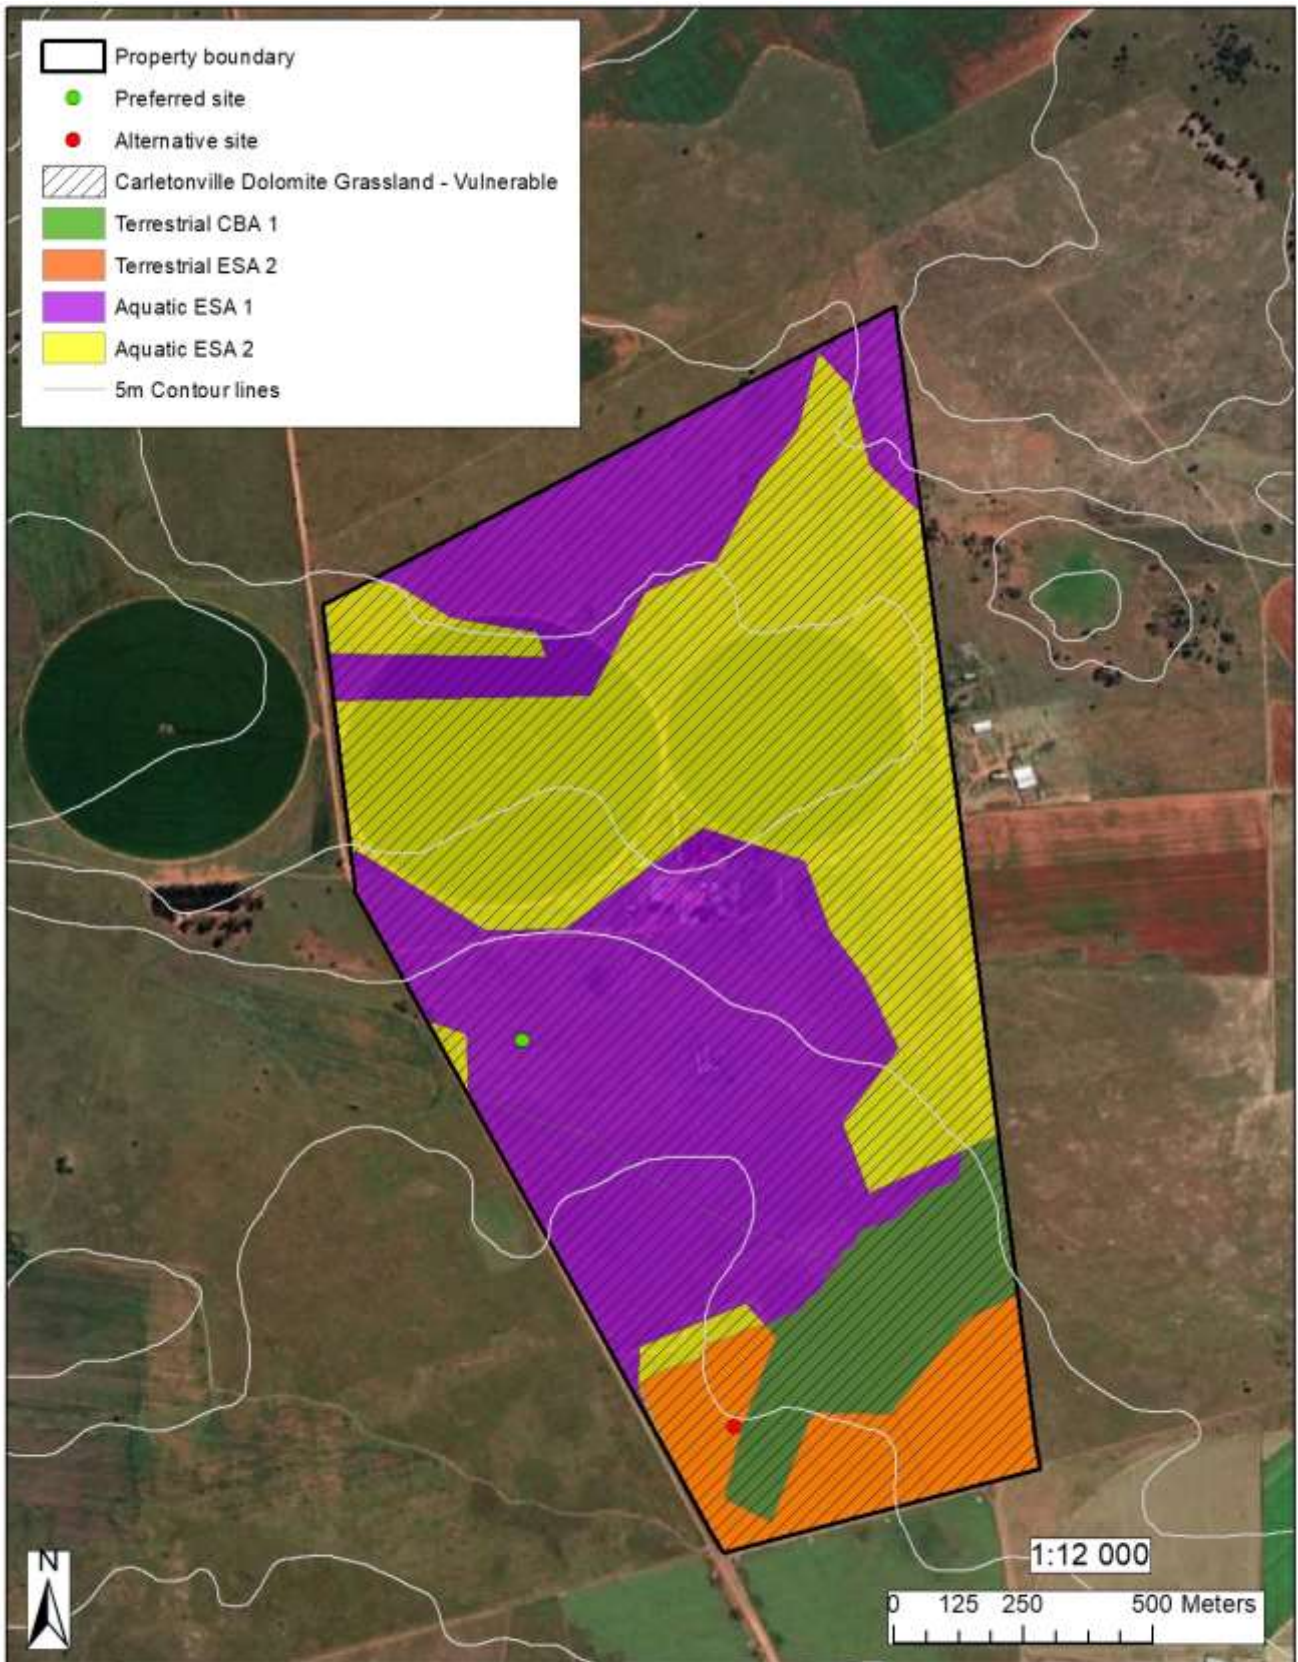 Property boundary
Preferred site
Alternative site
Carletonville Dolomite Grassland - Vulnerable
Terrestrial CBA 1
Terrestrial ESA 2
Aquatic ESA 1
Aquatic ESA 2
5m Contour lines
N
1:12 000
0 125 250 500 Meters